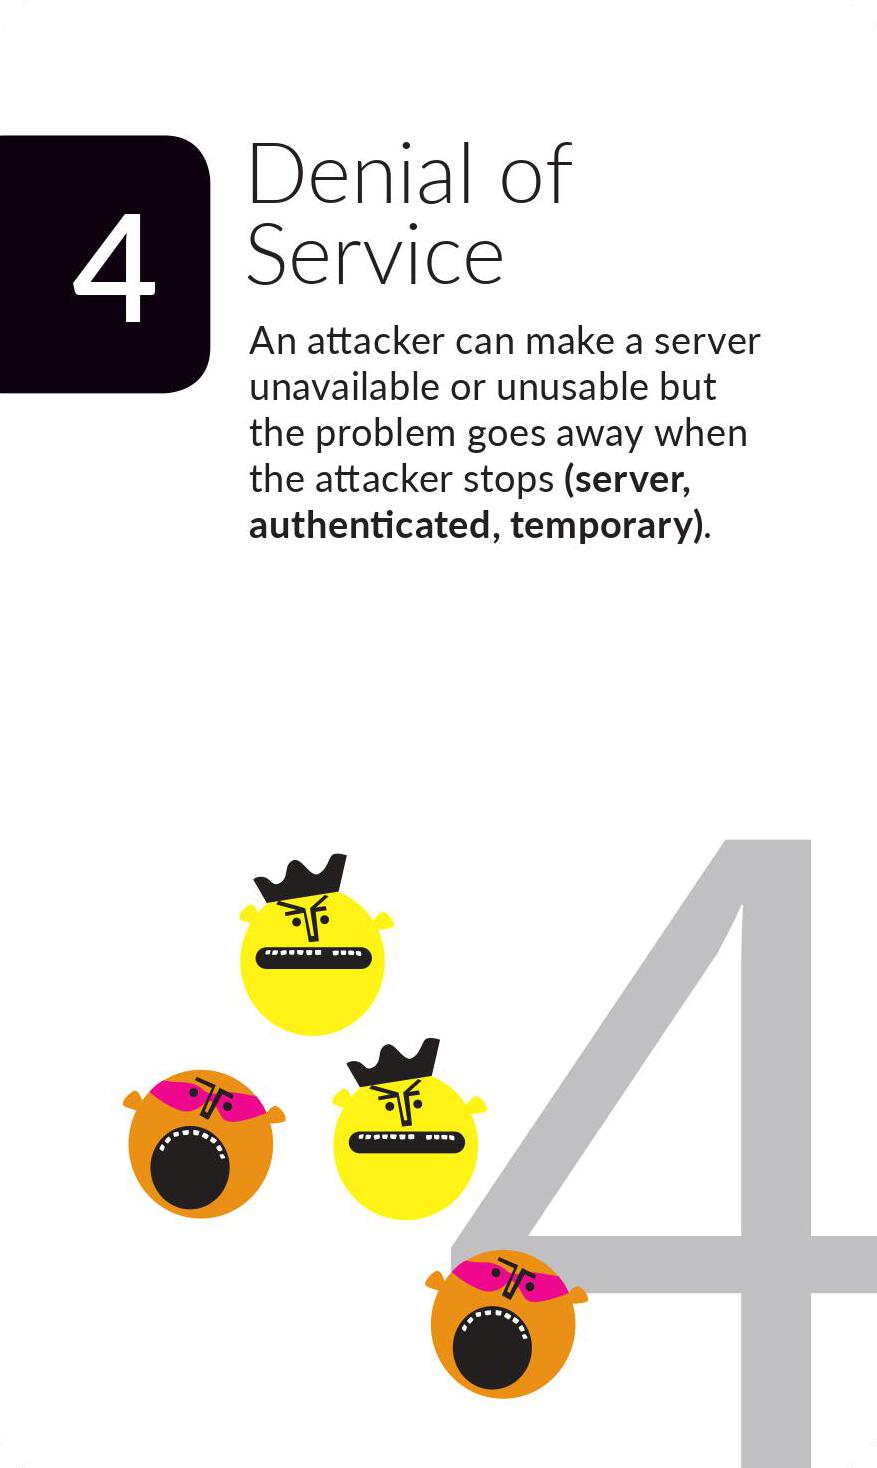 4
Denial of
Service
An attacker can make a server
unavailable or unusable but
the problem goes away when
the attacker stops (server,
authenticated, temporary).
4